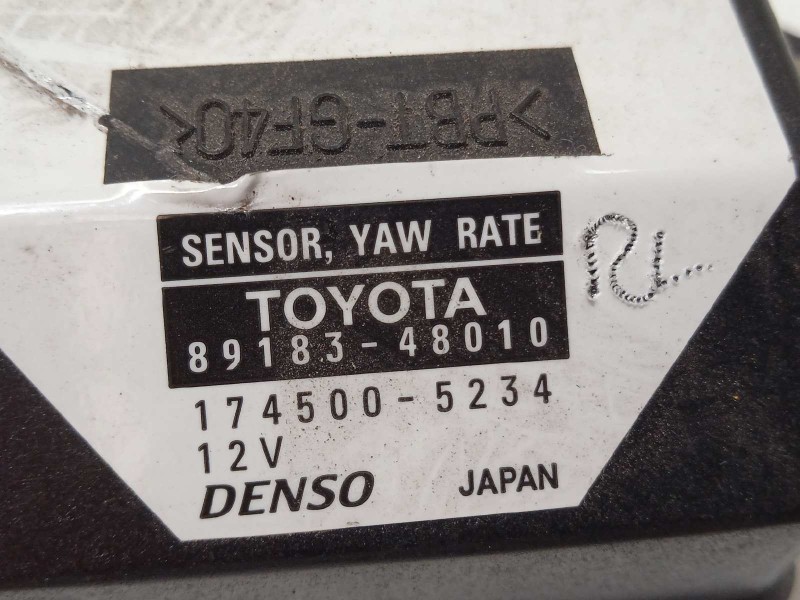 >PBT-GF40<
SENSOR, YAW RATE
TOYOTA
89183-48010
174500-5234
12V
DENSO JAPAN